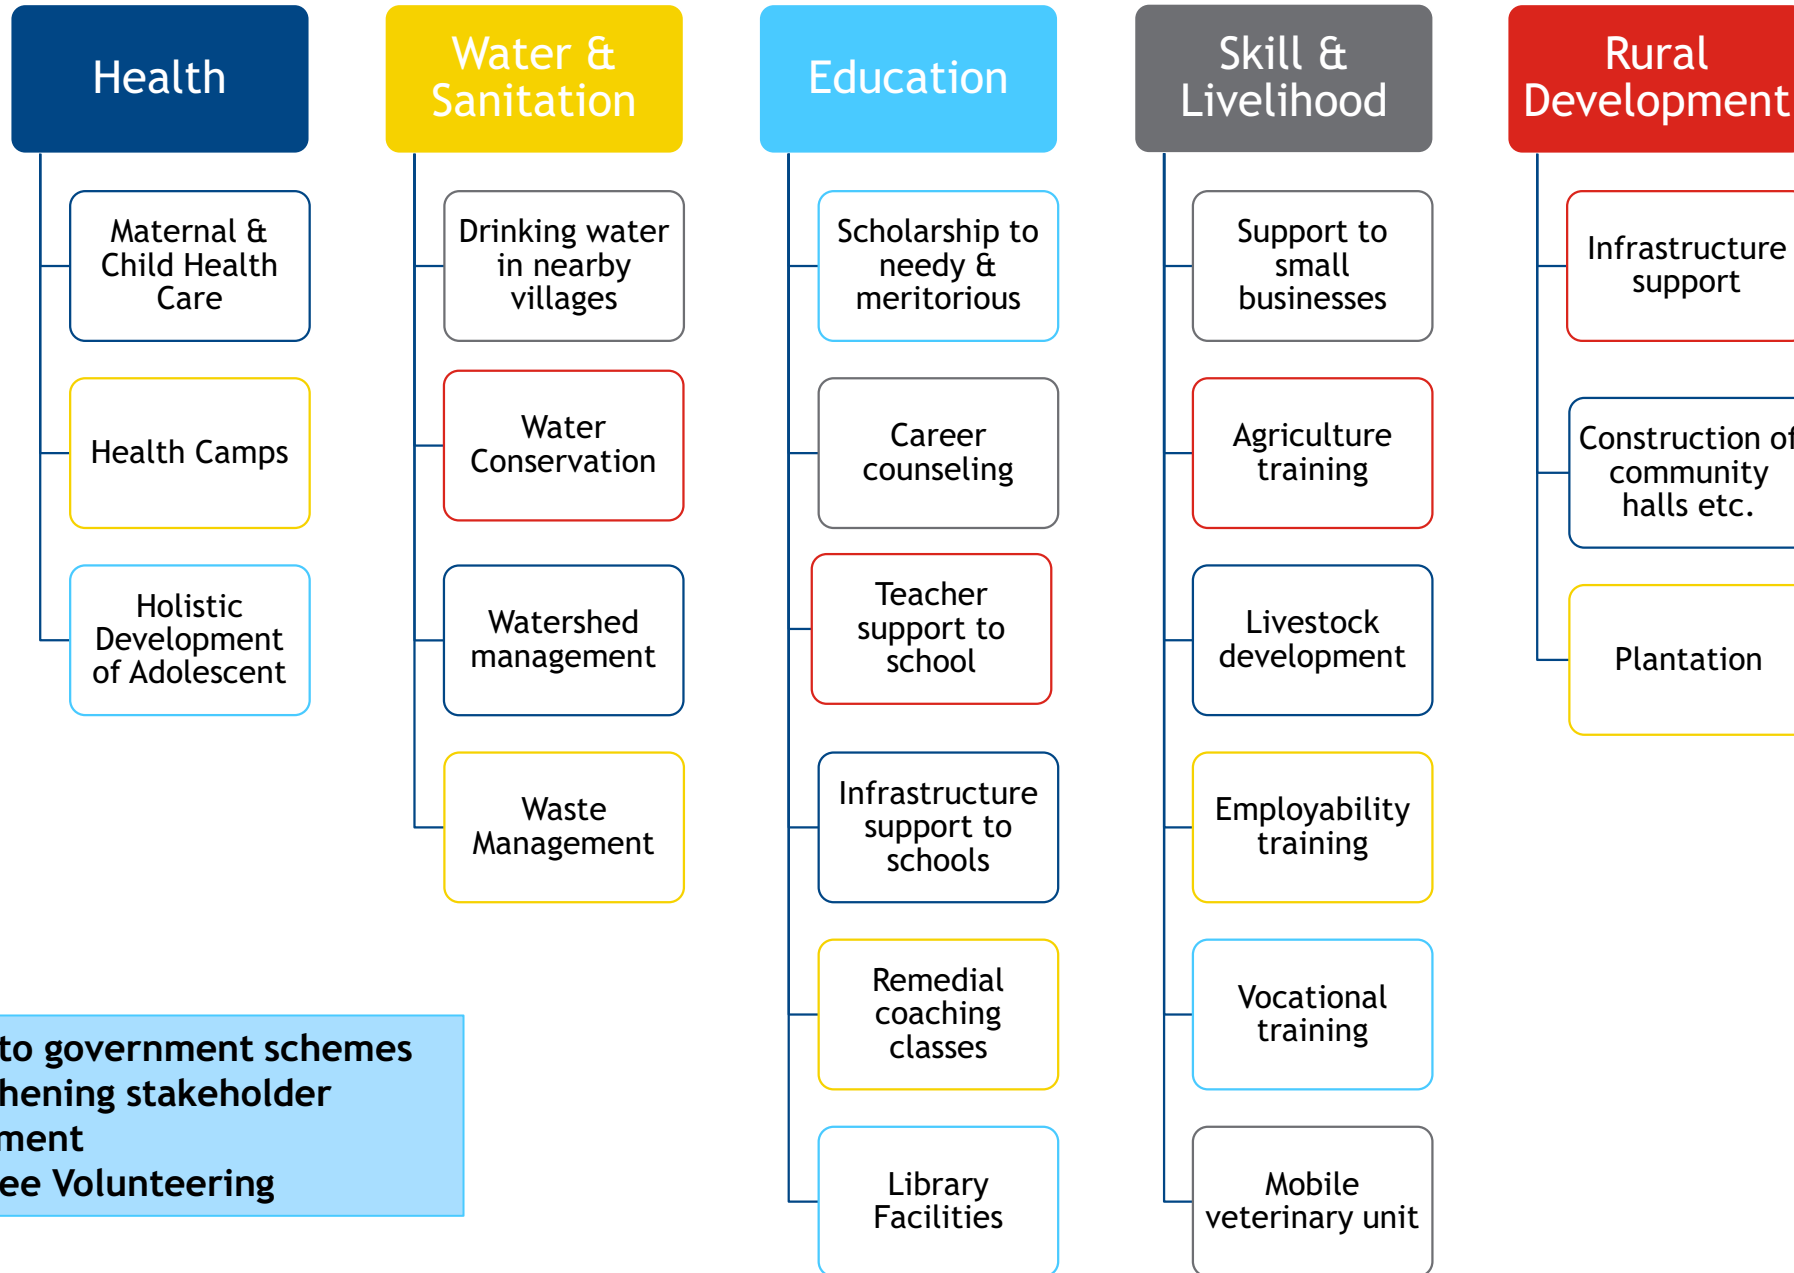 Health
Maternal &
Child Health
Care
Health Camps
Holistic
Development
of Adolescent
Water &
Sanitation
Drinking water
in nearby
villages
Water
Conservation
Watershed
management
Waste
Management
Education
Scholarship to
needy &
meritorious
Career
counseling
Teacher
support to
school
Infrastructure
support to
schools
Remedial
coaching
classes
Library
Facilities
Skill &
Livelihood
Support to
small
businesses
Agriculture
training
Livestock
development
Employability
training
Vocational
training
Mobile
veterinary unit
Rural
Development
Infrastructure
support
Construction of
community
halls etc.
Plantation
to government schemes
hening stakeholder
ment
ee Volunteering